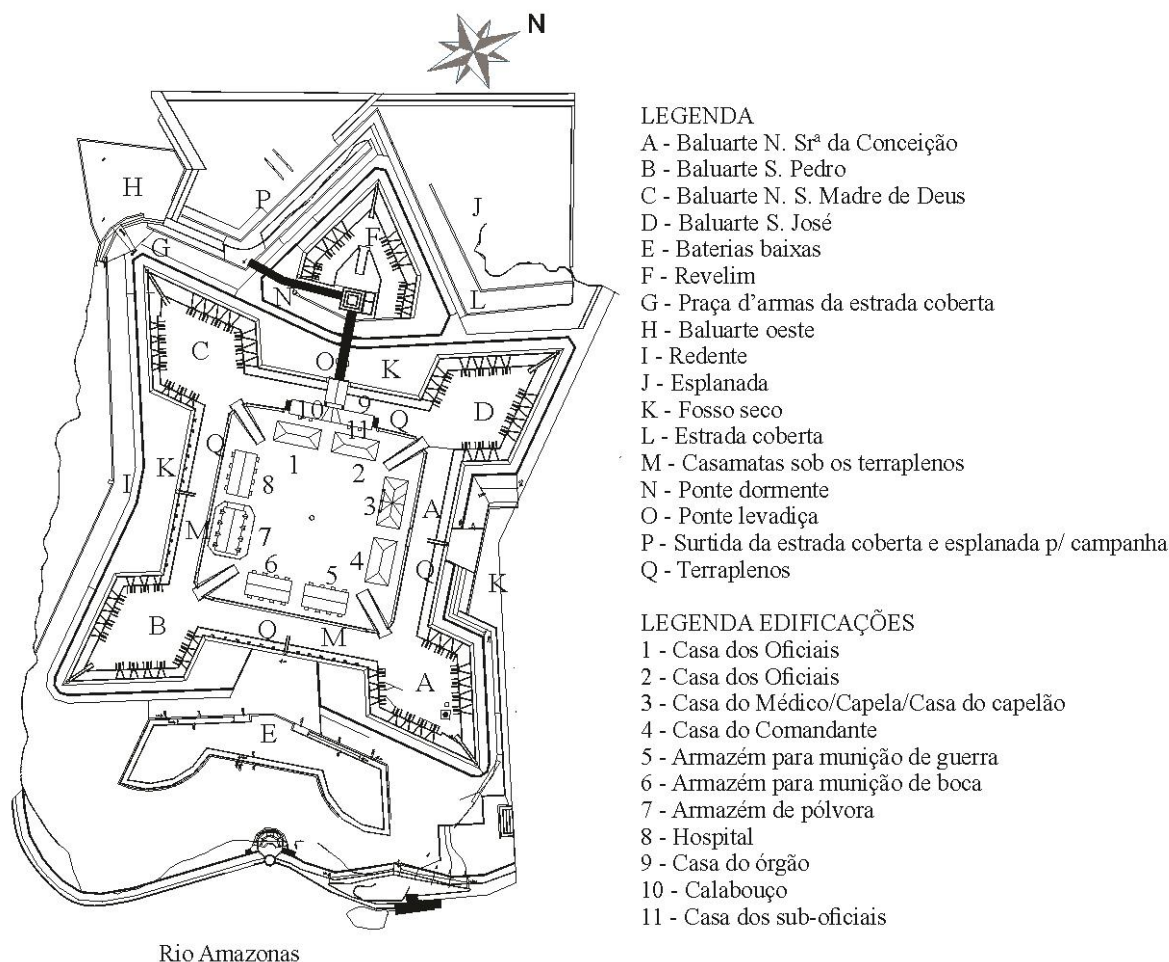 N
H
P
J
G
F
N
L
C
O
K
D
10
9
Q
11
1
2
Q
8
3
A
I
K
M
7
4
Q
K
6
5
B
Q
M
A
E
Rio Amazonas
LEGENDA
A - Baluarte N. Srª da Conceição
B - Baluarte S. Pedro
C - Baluarte N. S. Madre de Deus
D - Baluarte S. José
E - Baterias baixas
F - Revelim
G - Praça d'armas da estrada coberta
H - Baluarte oeste
I - Redente
J - Esplanada
K - Fosso seco
L - Estrada coberta
M - Casamatas sob os terraplenos
N - Ponte dormente
O - Ponte levadiça
P - Surtida da estrada coberta e esplanada p/ campanha
Q - Terraplenos
LEGENDA EDIFICAÇÕES
1 - Casa dos Oficiais
2 - Casa dos Oficiais
3 - Casa do Médico/Capela/Casa do capelão
4 - Casa do Comandante
5 - Armazém para munição de guerra
6 - Armazém para munição de boca
7 - Armazém de pólvora
8 - Hospital
9 - Casa do órgão
10 - Calabouço
11 - Casa dos sub-oficiais